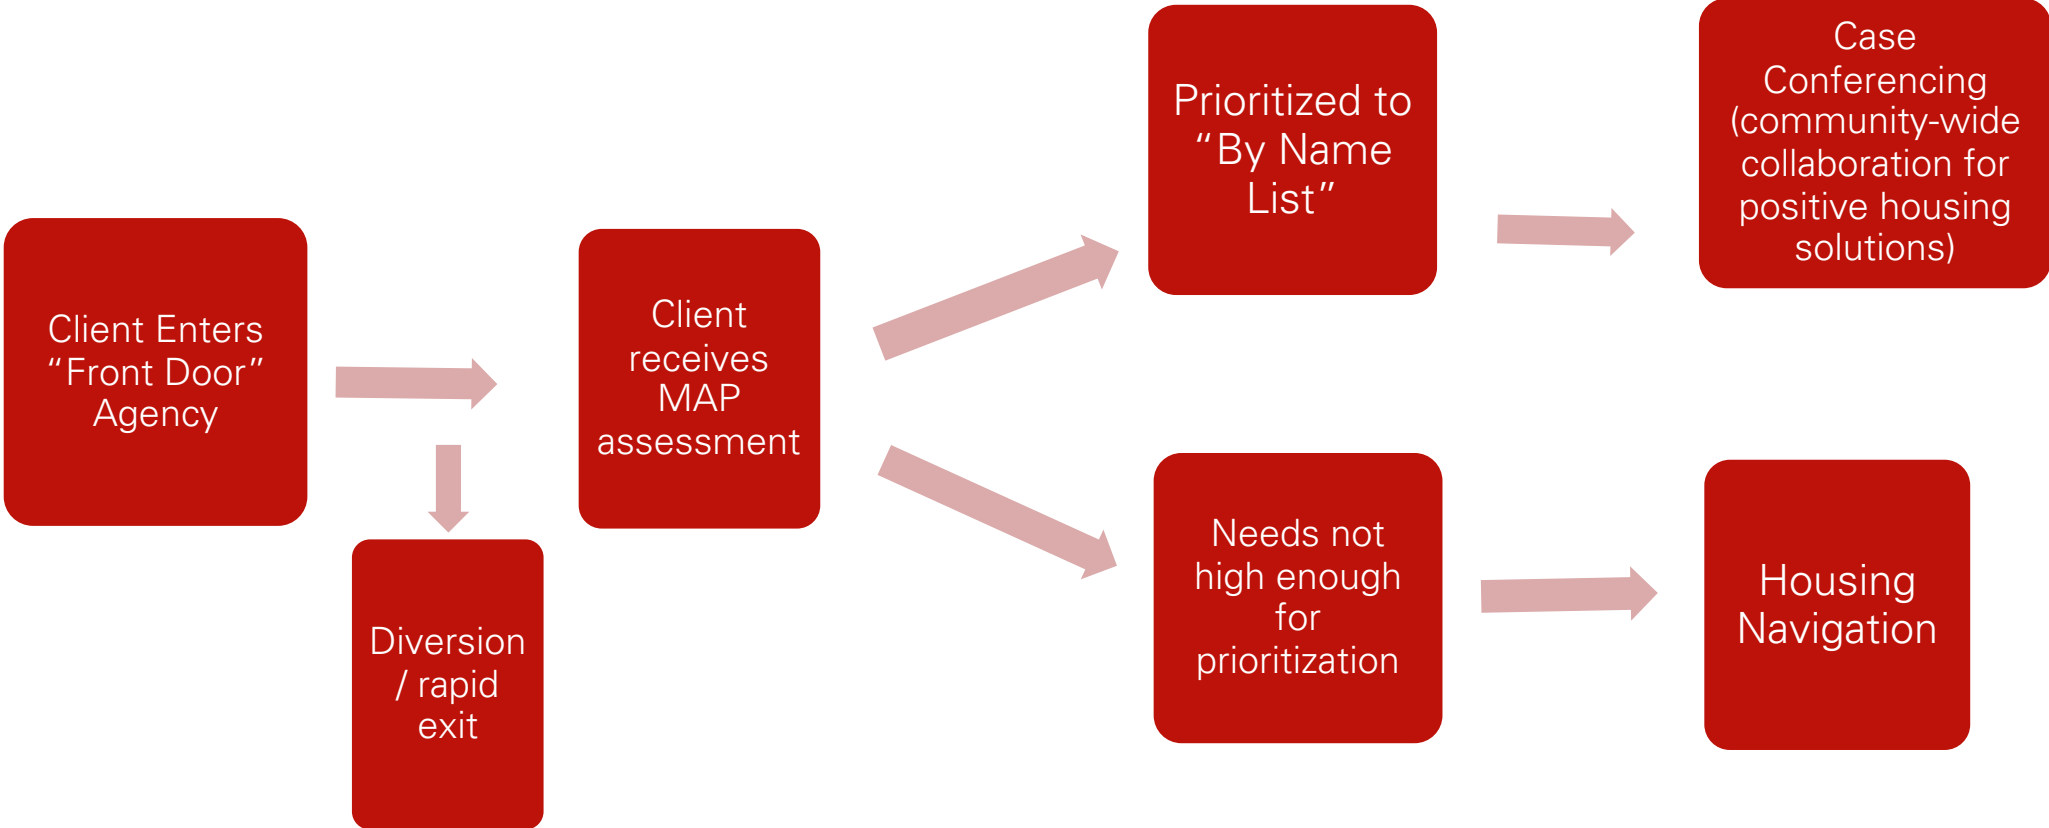 Client Enters
“Front Door”
Agency
Diversion
/ rapid
exit
Client
receives
MAP
assessment
Prioritized to
“By Name
List”
Case
Conferencing
(community-wide
collaboration for
positive housing
solutions)
Needs not
high enough
for
prioritization
Housing
Navigation